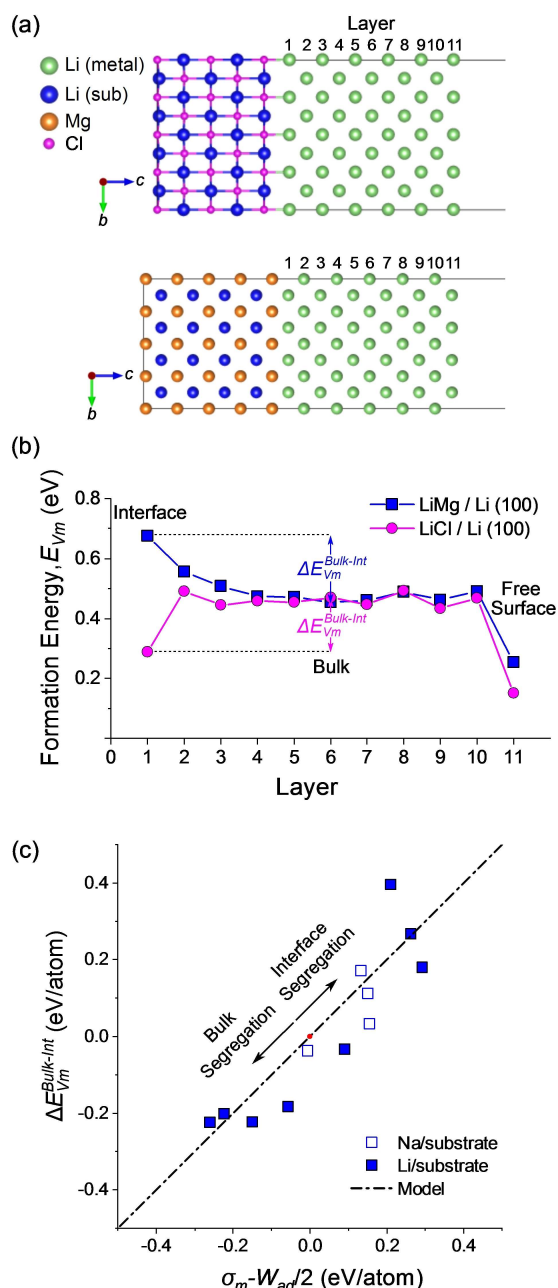 (a)
Layer
1 2 3 4 5 6 7 8 9 10 11
Li (metal)
Li (sub)
Mg
Cl
c
b
1 2 3 4 5 6 7 8 9 10 11
c
b
(b)
Formation Energy, E_Vm (eV)
0.8
0.6
0.4
0.2
0.0
Interface
LiMg / Li (100)
LiCl / Li (100)
ΔE_Vm^Bulk-Int
ΔE_Vm^Bulk-Int
Bulk
Free
Surface
0 1 2 3 4 5 6 7 8 9 10 11
Layer
(c)
ΔE_Vm^Bulk-Int (eV/atom)
0.4
0.2
0.0
-0.2
-0.4
Interface
Segregation
Bulk
Segregation
Na/substrate
Li/substrate
Model
-0.4 -0.2 0.0 0.2 0.4
σ_m-W_ad/2 (eV/atom)